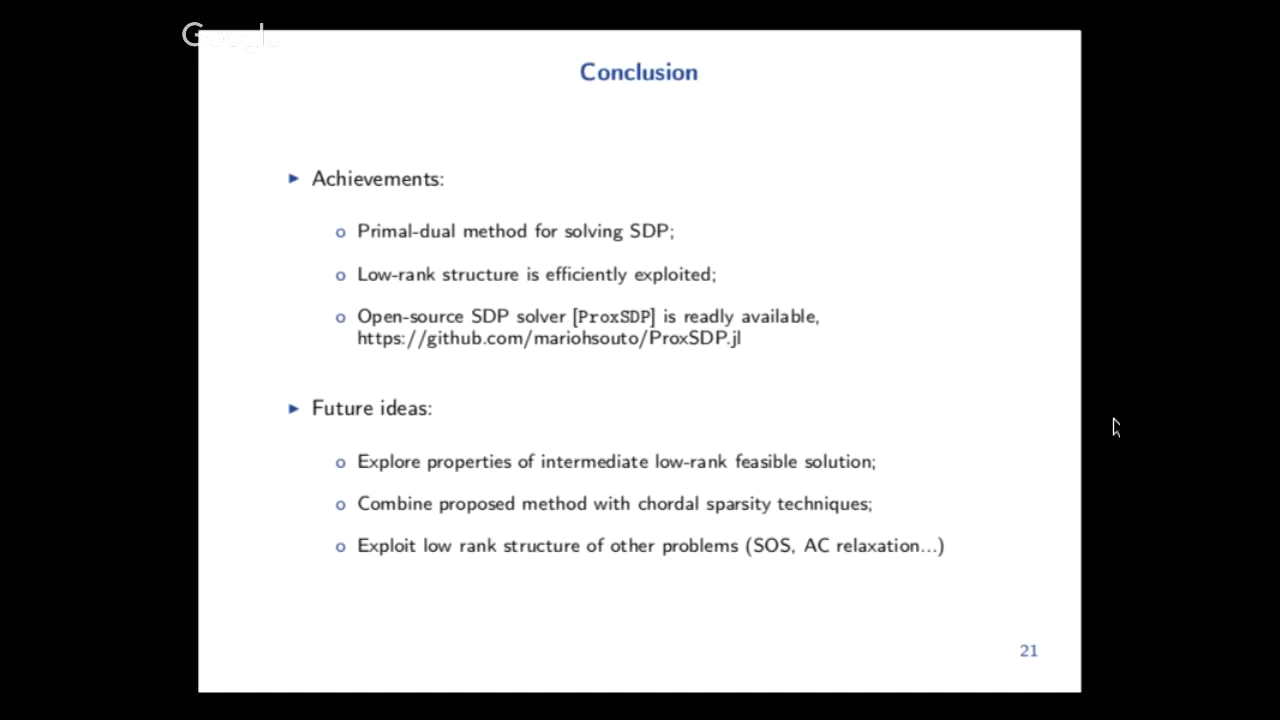 Google
Conclusion
► Achievements:
o Primal-dual method for solving SDP;
o Low-rank structure is efficiently exploited;
o Open-source SDP solver [ProxSDP] is readly available,
https://github.com/mariohsouto/ProxSDP.jl
► Future ideas:
o Explore properties of intermediate low-rank feasible solution;
o Combine proposed method with chordal sparsity techniques;
o Exploit low rank structure of other problems (SOS, AC relaxation...)
21